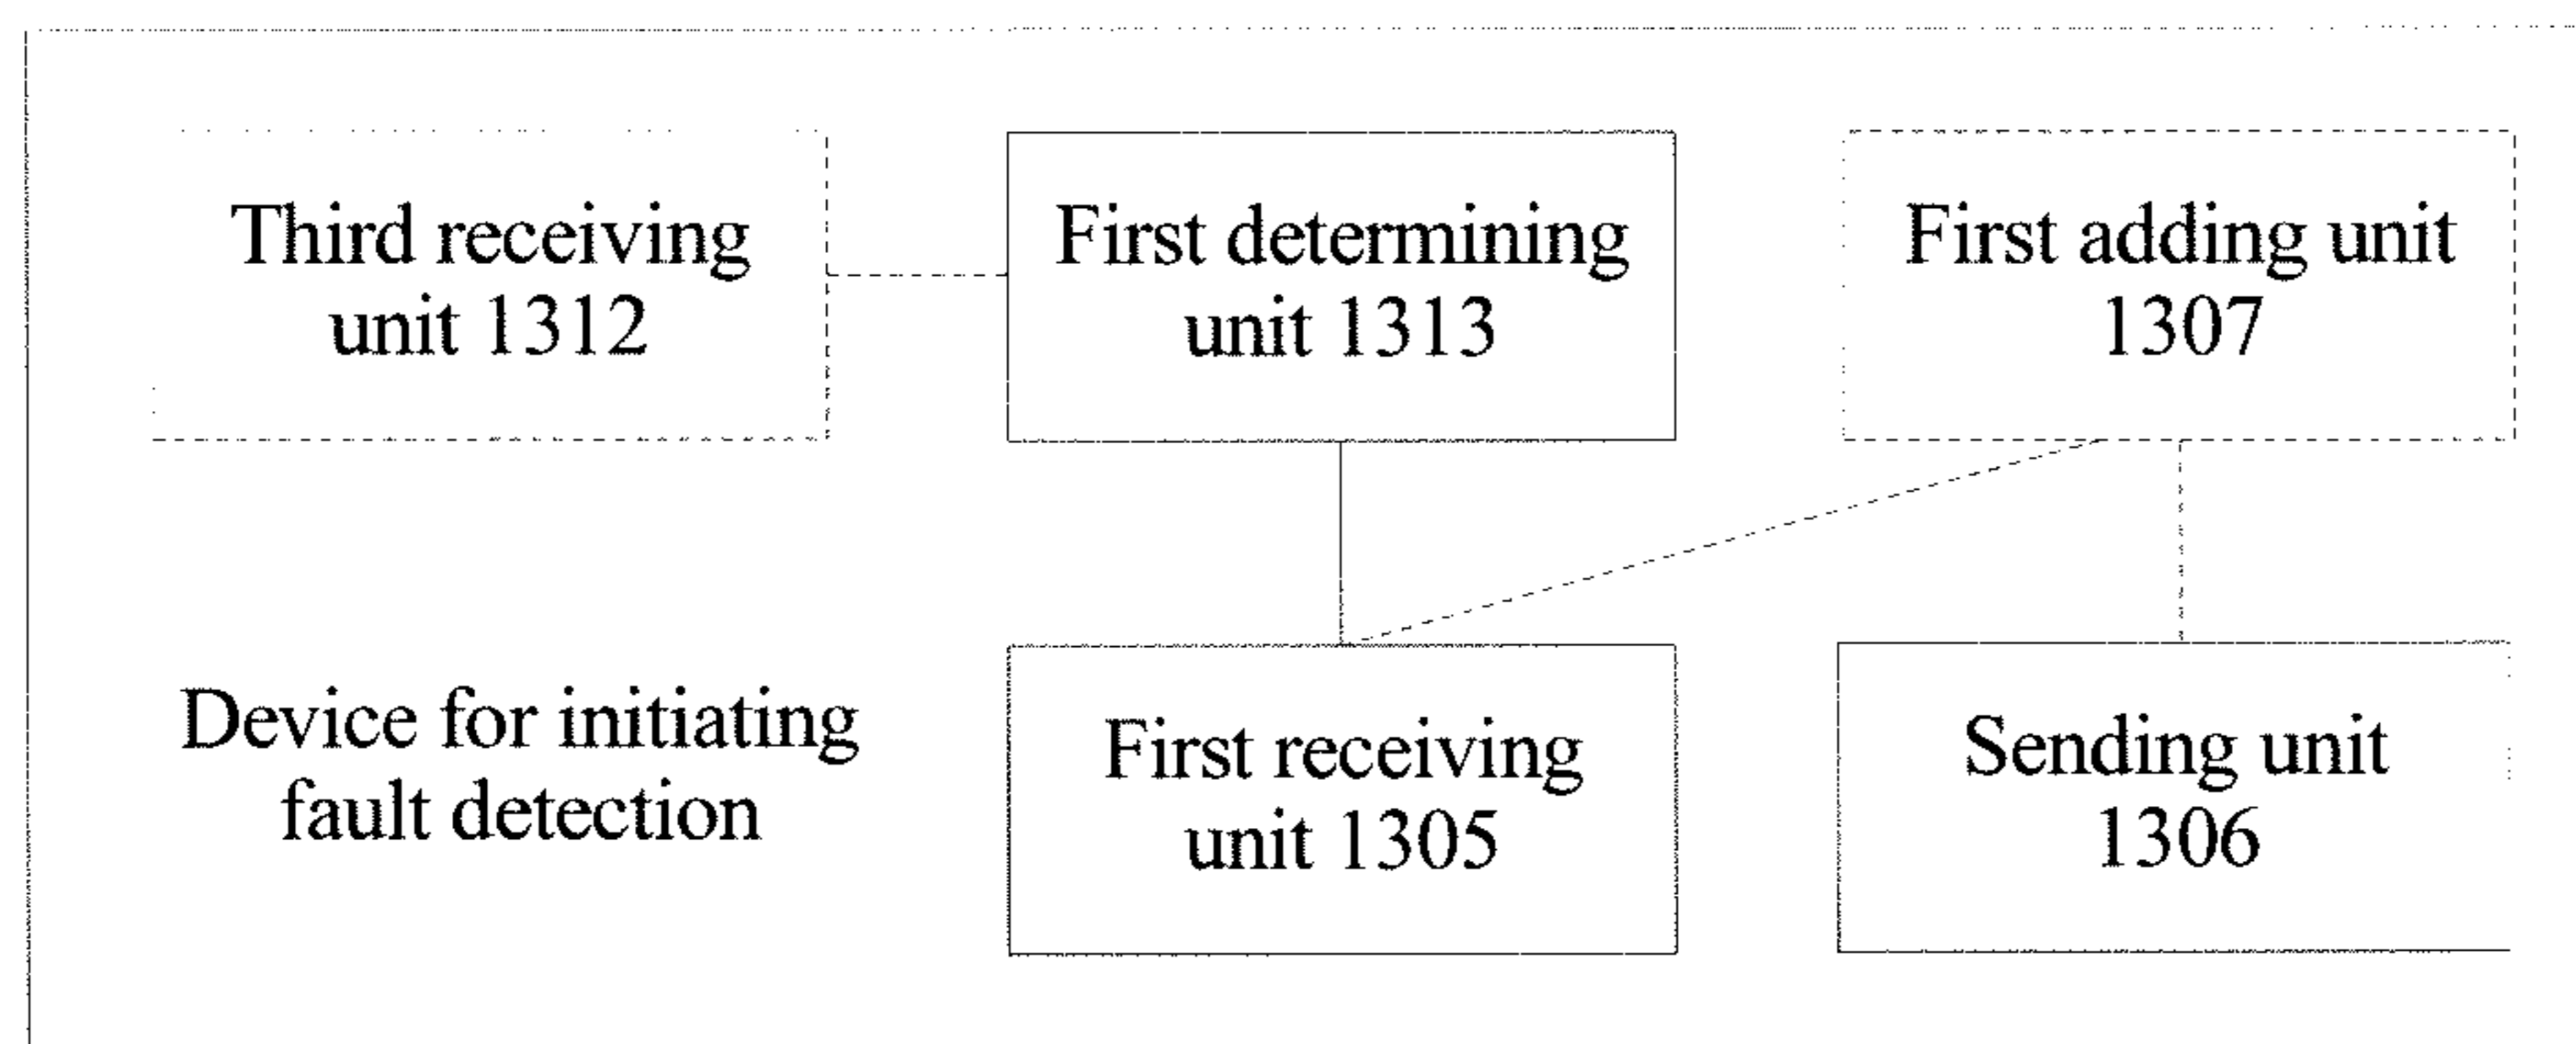 Third receiving
unit 1312
First determining
unit 1313
First adding unit
1307
Device for initiating
fault detection
First receiving
unit 1305
Sending unit
1306